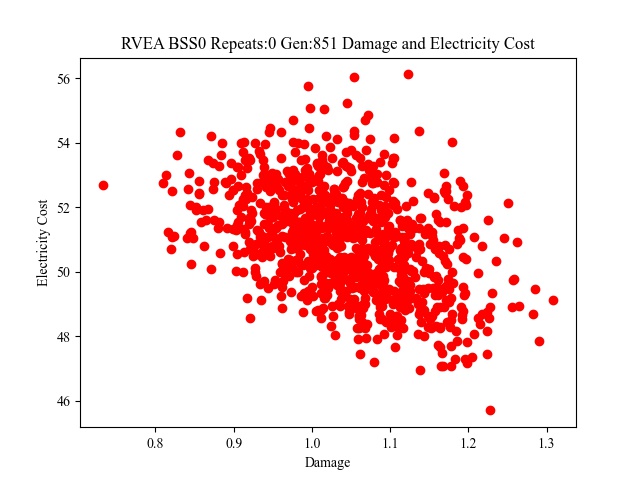 RVEA BSS0 Repeats:0 Gen:851 Damage and Electricity Cost
56
54
52
50
48
46
Electricity Cost
0.8 0.9 1.0 1.1 1.2 1.3
Damage